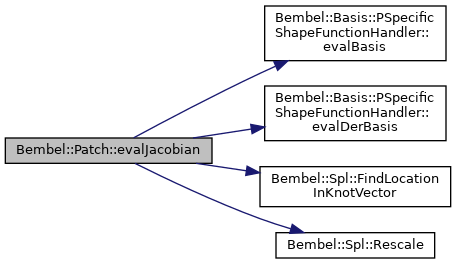 Bembel::Patch::evalJacobian
Bembel::Basis::PSpecific
ShapeFunctionHandler::
evalBasis
Bembel::Basis::PSpecific
ShapeFunctionHandler::
evalDerBasis
Bembel::Spl::FindLocation
InKnotVector
Bembel::Spl::Rescale